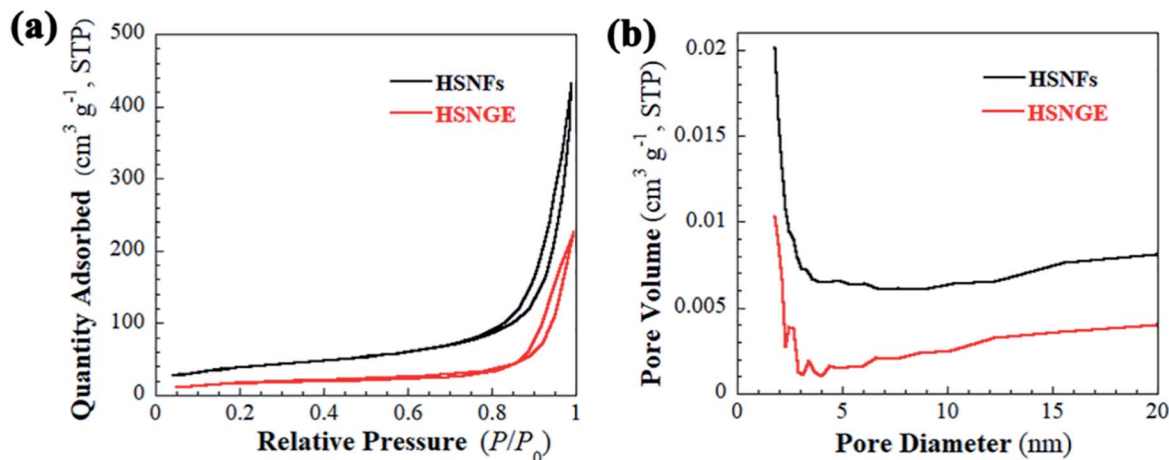 (a)
500
400
300
200
100
0
Quantity Adsorbed (cm³ g⁻¹, STP)
HSNFs
HSNGE
0 0.2 0.4 0.6 0.8 1
Relative Pressure (P/P₀)
(b)
0.02
0.015
0.01
0.005
0
Pore Volume (cm³ g⁻¹, STP)
HSNFs
HSNGE
0 5 10 15 20
Pore Diameter (nm)